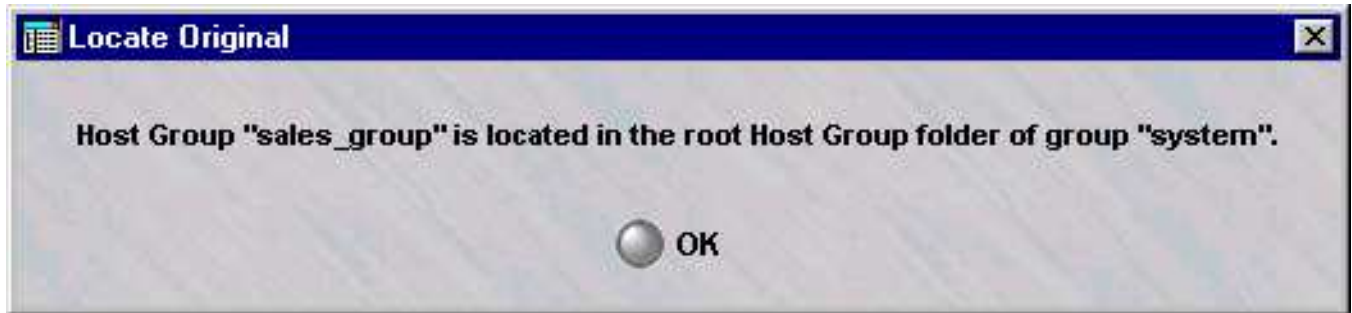 Locate Original
Host Group "sales_group" is located in the root Host Group folder of group "system".
OK